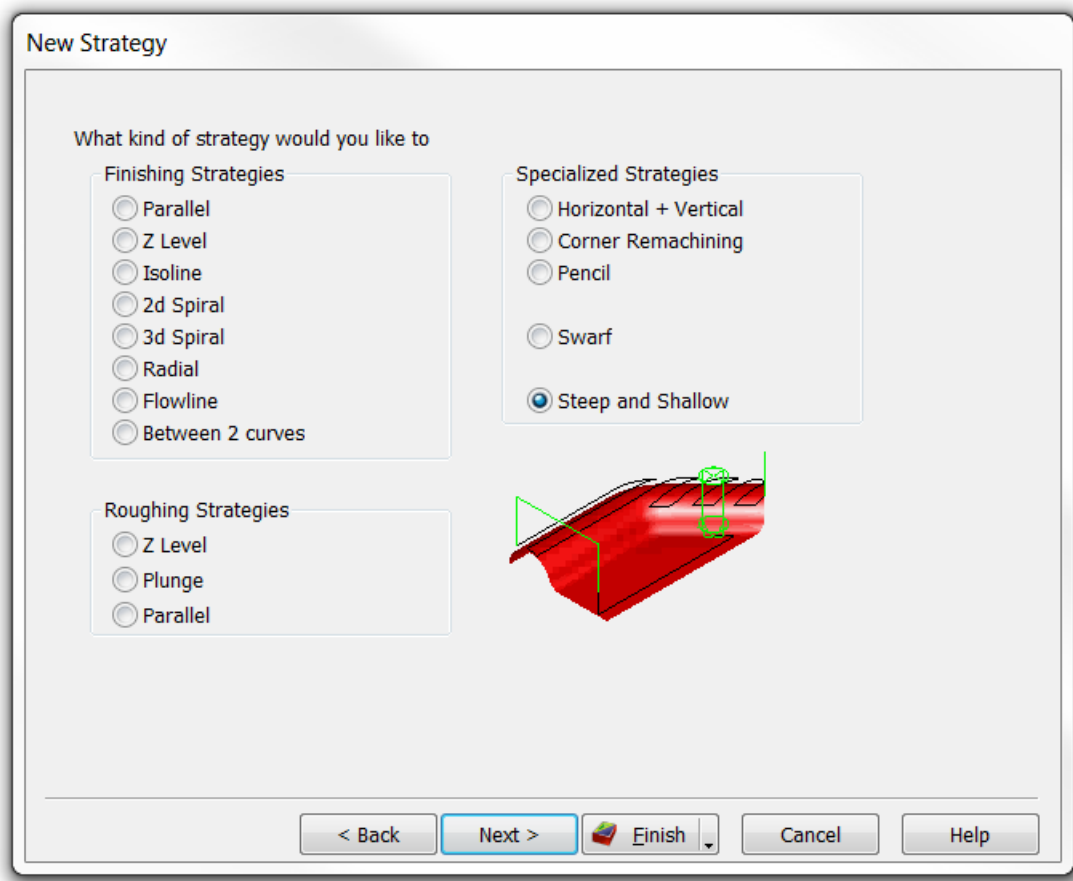 New Strategy
What kind of strategy would you like to
Finishing Strategies
Parallel
Z Level
Isoline
2d Spiral
3d Spiral
Radial
Flowline
Between 2 curves
Specialized Strategies
Horizontal + Vertical
Corner Remachining
Pencil
Swarf
Steep and Shallow
Roughing Strategies
Z Level
Plunge
Parallel
< Back
Next >
Finish
Cancel
Help